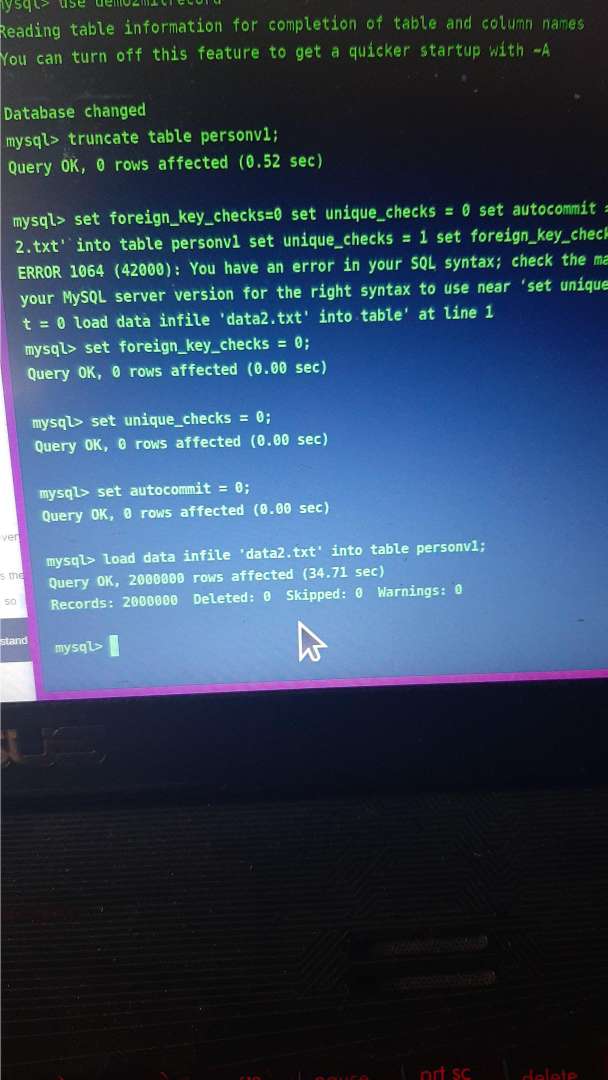 mysql> use demo2milrecord
Reading table information for completion of table and column names
You can turn off this feature to get a quicker startup with -A
Database changed
mysql> truncate table personv1;
Query OK, 0 rows affected (0.52 sec)
mysql> set foreign_key_checks=0 set unique_checks = 0 set autocommit =
2.txt' into table personv1 set unique_checks = 1 set foreign_key_check
ERROR 1064 (42000): You have an error in your SQL syntax; check the ma
your MySQL server version for the right syntax to use near 'set unique
t = 0 load data infile 'data2.txt' into table' at line 1
mysql> set foreign_key_checks = 0;
Query OK, 0 rows affected (0.00 sec)
mysql> set unique_checks = 0;
Query OK, 0 rows affected (0.00 sec)
mysql> set autocommit = 0;
Query OK, 0 rows affected (0.00 sec)
mysql> load data infile 'data2.txt' into table personv1;
Query OK, 2000000 rows affected (34.71 sec)
Records: 2000000 Deleted: 0 Skipped: 0 Warnings: 0
mysql>
ver
s the
so
stand
prt sc
delete